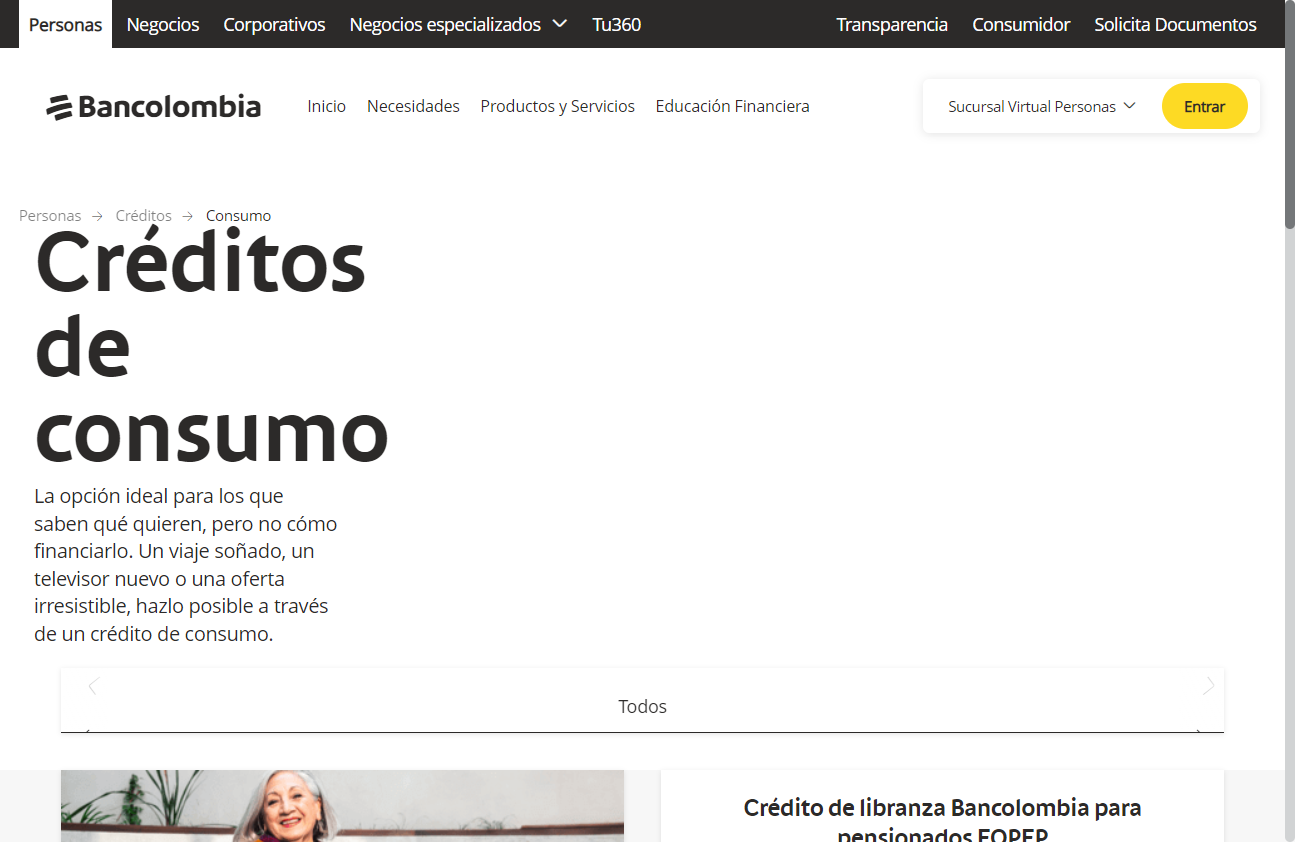 Personas Negocios Corporativos Negocios especializados Tu360 Transparencia Consumidor Solicita Documentos
Bancolombia Inicio Necesidades Productos y Servicios Educación Financiera Sucursal Virtual Personas Entrar
Personas Créditos Consumo
Créditos
de
consumo
La opción ideal para los que
saben qué quieren, pero no cómo
financiarlo. Un viaje soñado, un
televisor nuevo o una oferta
irresistible, hazlo posible a través
de un crédito de consumo.
Todos
Crédito de libranza Bancolombia para
pensionados FOPEP